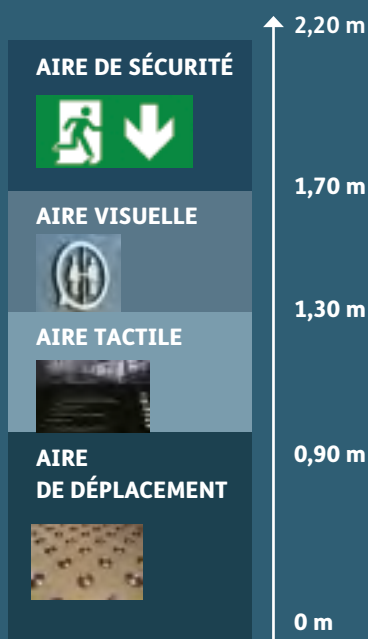 2,20 m
AIRE DE SÉCURITÉ
1,70 m
AIRE VISUELLE
1,30 m
AIRE TACTILE
0,90 m
AIRE
DE DÉPLACEMENT
0 m